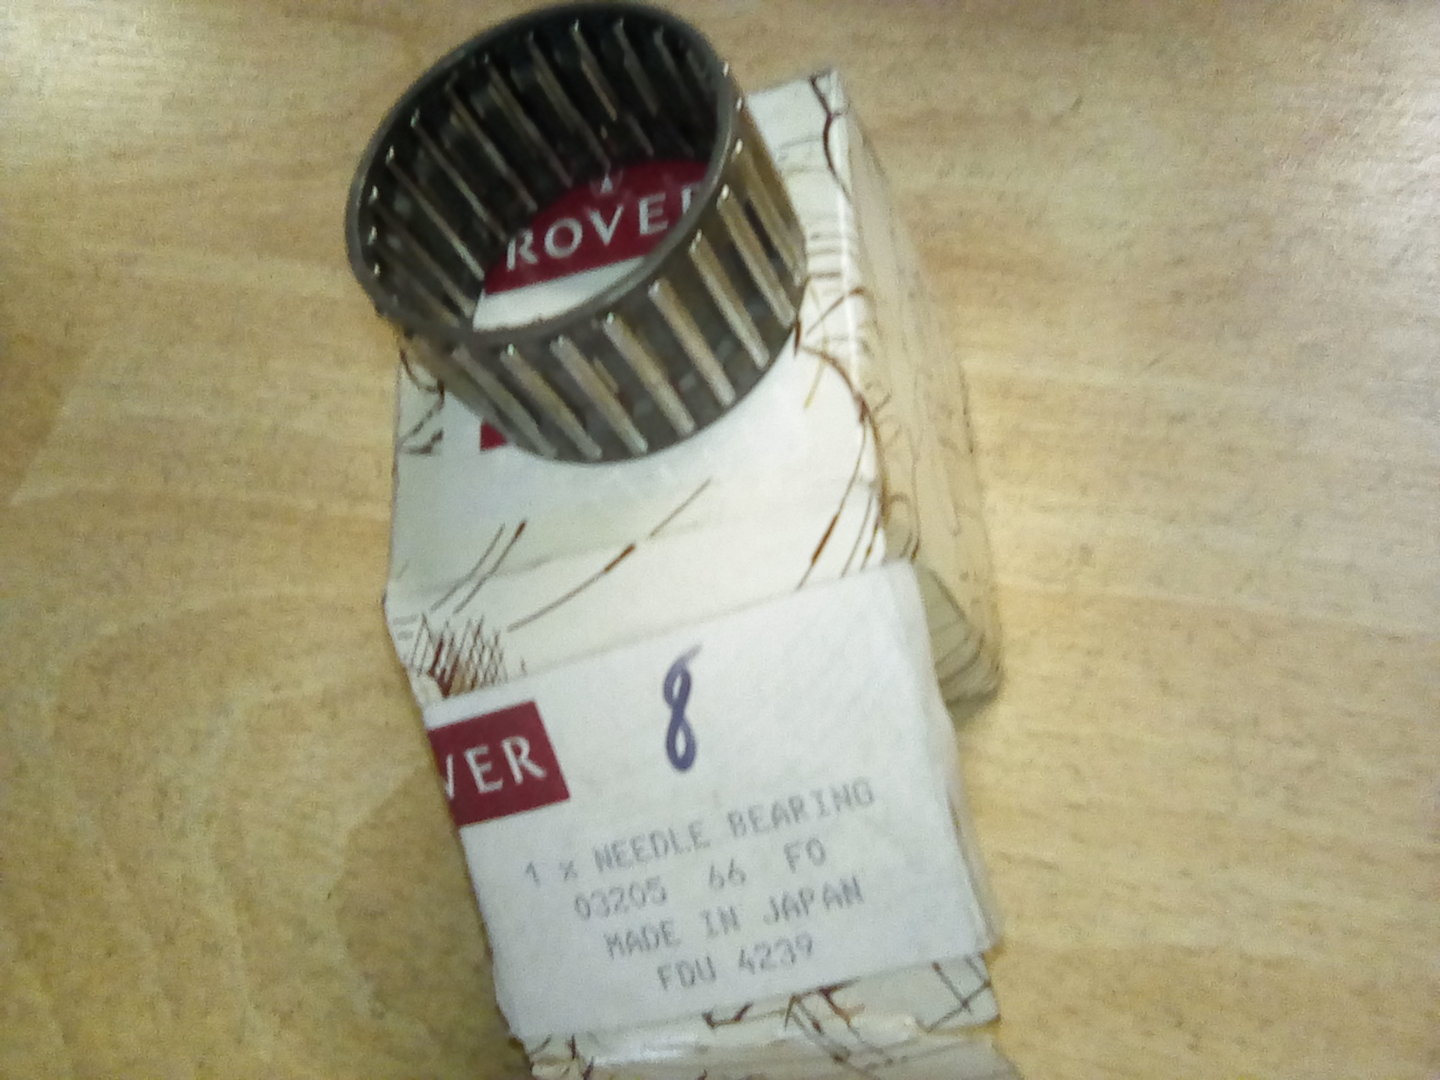 ROVER
VER
8
1 x NEEDLE BEARING
03205 66 FO
MADE IN JAPAN
FDU 4239